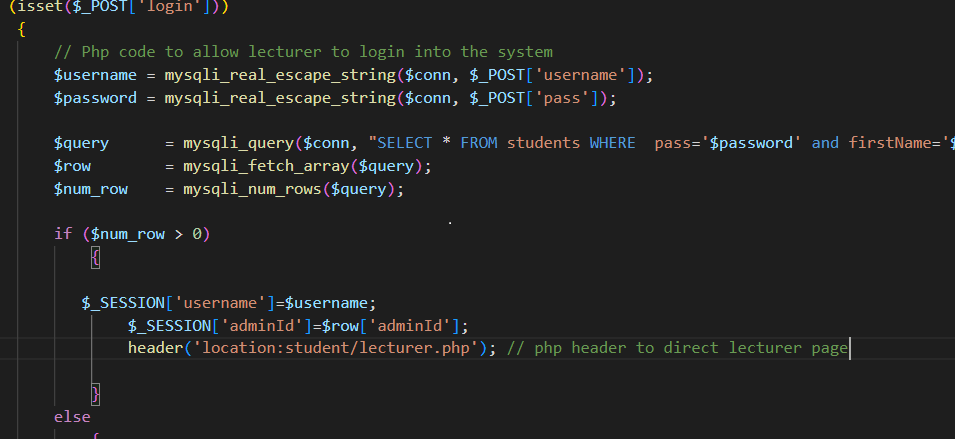 (isset($_POST['login']))
{
// Php code to allow lecturer to login into the system
$username = mysqli_real_escape_string($conn, $_POST['username']);
$password = mysqli_real_escape_string($conn, $_POST['pass']);
$query      = mysqli_query($conn, "SELECT * FROM students WHERE  pass='$password' and firstName='$
$row        = mysqli_fetch_array($query);
$num_row    = mysqli_num_rows($query);
if ($num_row > 0)
{
$_SESSION['username']=$username;
$_SESSION['adminId']=$row['adminId'];
header('location:student/lecturer.php'); // php header to direct lecturer page
}
else
{